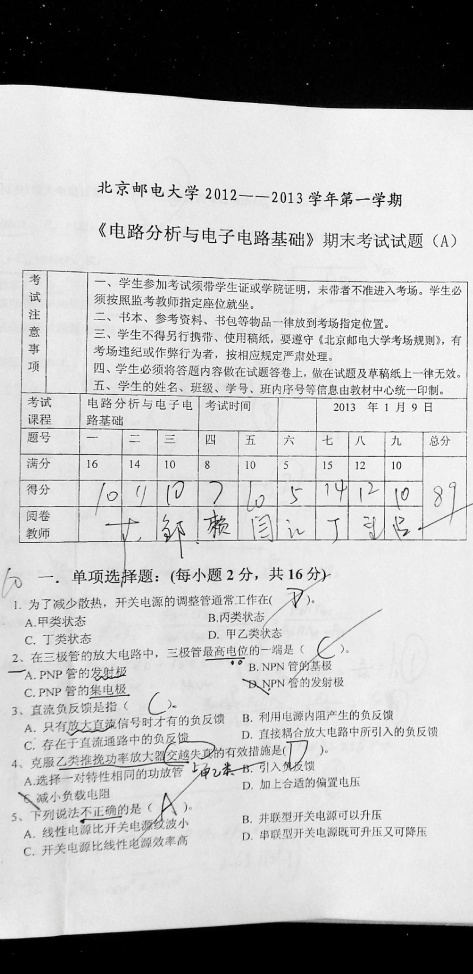 北京邮电大学 2012——2013 学年第一学期
《电路分析与电子电路基础》期末考试试题（A）
考试注意事项
一、学生参加考试须带学生证或学院证明，未带者不准进入考场。学生必
须按照监考教师指定座位就坐。
二、书本、参考资料、书包等物品一律放到考场指定位置。
三、学生不得另行携带、使用稿纸，要遵守《北京邮电大学考场规则》，有
考场违纪或作弊行为者，按相应规定严肃处理。
四、学生必须将答题内容做在试题答卷上，做在试题及草稿纸上一律无效。
五、学生的姓名、班级、学号、班内序号等信息由教材中心统一印制。
考试课程 电路分析与电子电路基础 考试时间 2013 年 1 月 9 日
题号 一 二 三 四 五 六 七 八 九 总分
满分 16 14 10 8 10 5 15 12 10
得分 10 11 10 7 10 5 14 12 10 89
阅卷教师 邹 赖 闫 江 丁
10 一．单项选择题：(每小题 2 分，共 16 分)
1. 为了减少散热，开关电源的调整管通常工作在( D )。
A.甲类状态 B.丙类状态
C. 丁类状态 D. 甲乙类状态
2、在三极管的放大电路中，三极管最高电位的一端是（ C ）。
A. PNP 管的发射极 B. NPN 管的基极
C. PNP 管的集电极 D. NPN 管的发射极
3、直流负反馈是指（ C ）。
A. 只有放大直流信号时才有的负反馈 B. 利用电源内阻产生的负反馈
C. 存在于直流通路中的负反馈 D. 直接耦合放大电路中所引入的负反馈
4、克服乙类推挽功率放大器交越失真的有效措施是( D )。
A.选择一对特性相同的功放管 与甲乙类 B. 引入负反馈
C. 减小负载电阻 D. 加上合适的偏置电压
5、下列说法不正确的是（ A ）。
A. 线性电源比开关电源纹波小 B. 并联型开关电源可以升压
C. 开关电源比线性电源效率高 D. 串联型开关电源既可升压又可降压